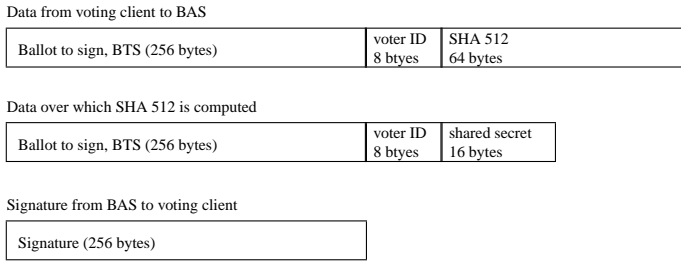 Data from voting client to BAS
Ballot to sign, BTS (256 bytes)
voter ID
8 btyes
SHA 512
64 bytes
Data over which SHA 512 is computed
Ballot to sign, BTS (256 bytes)
voter ID
8 btyes
shared secret
16 bytes
Signature from BAS to voting client
Signature (256 bytes)